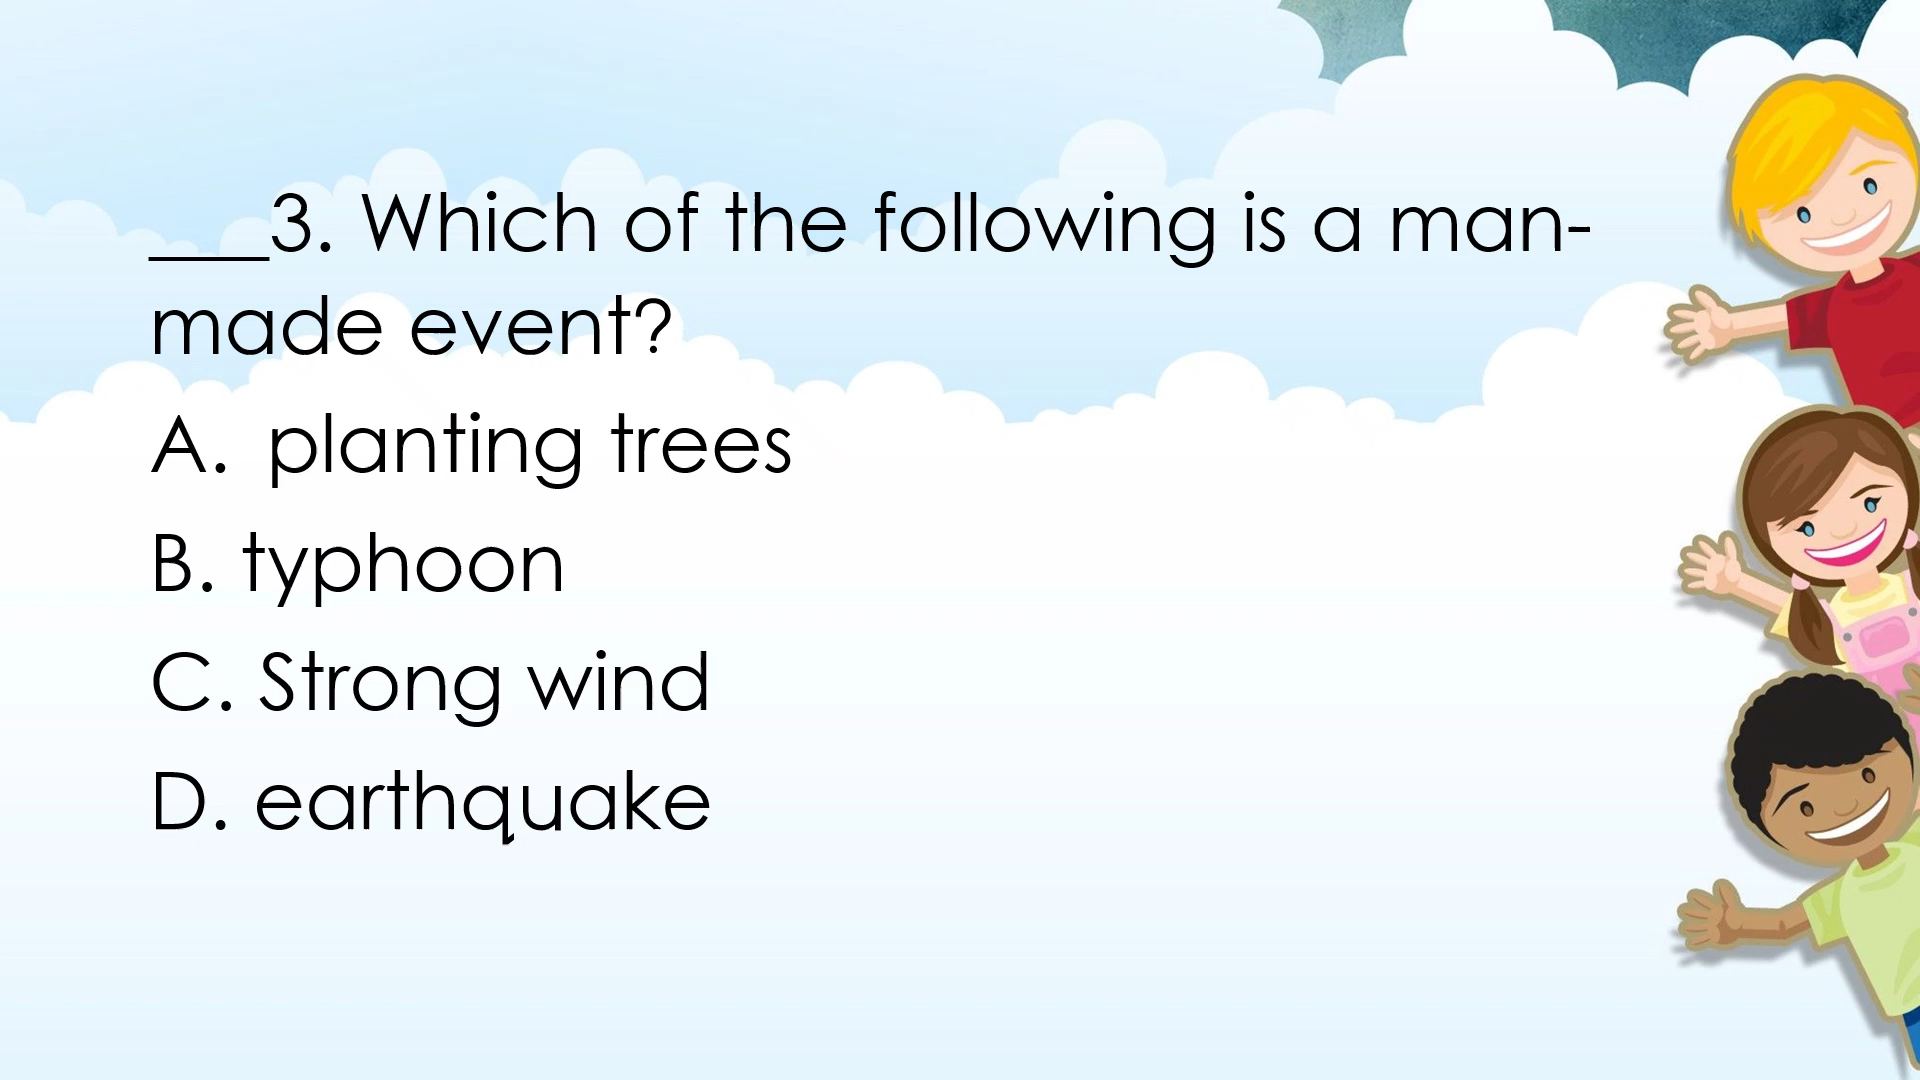 ___3. Which of the following is a man-
made event?
A. planting trees
B. typhoon
C. Strong wind
D. earthquake